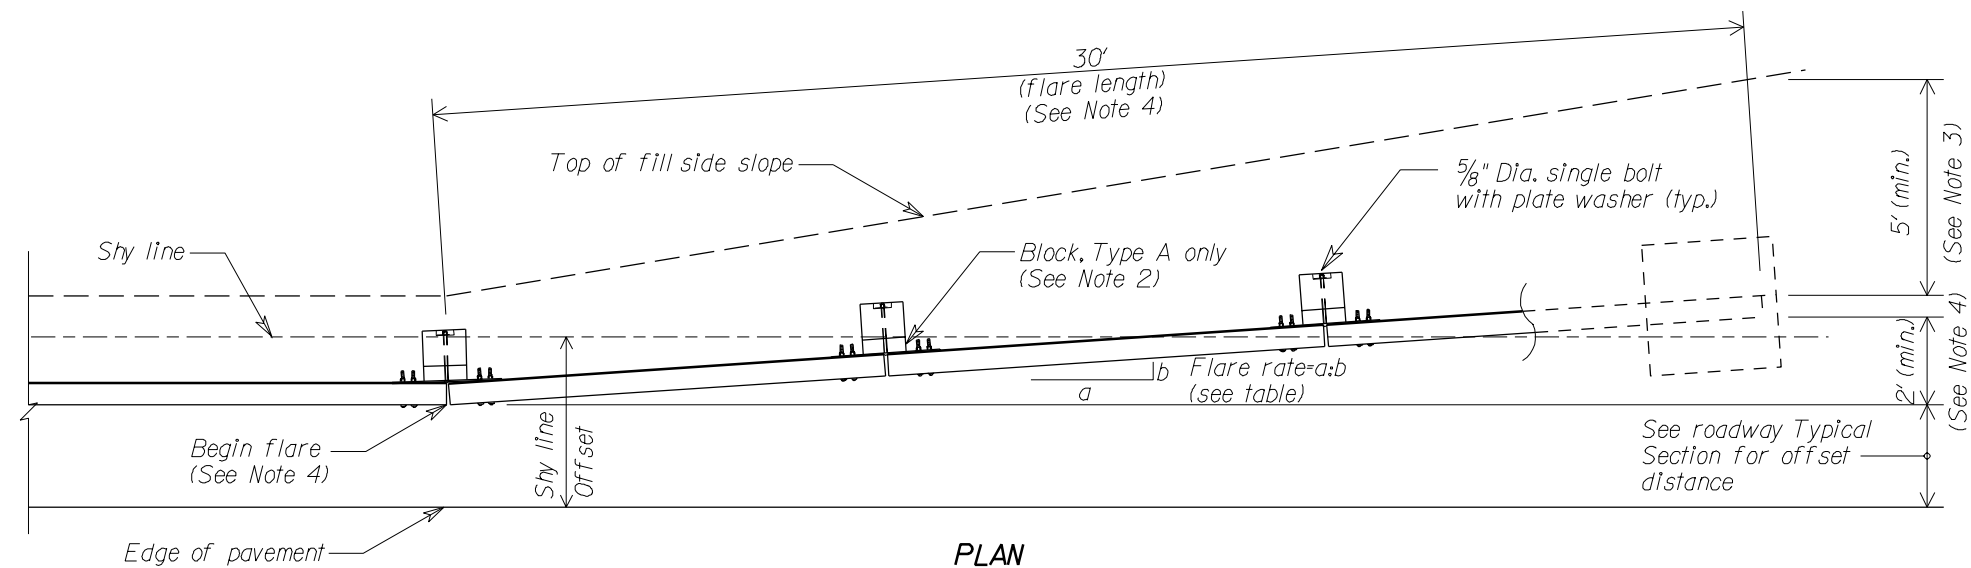 30'
(flare length)
(See Note 4)
Top of fill side slope
5/8" Dia. single bolt
with plate washer (typ.)
5' (min.)
(See Note 3)
Shy line
Block, Type A only
(See Note 2)
b
a
Flare rate=a:b
(see table)
2' (min.)
(See Note 4)
Begin flare
(See Note 4)
Shy line
Offset
See roadway Typical
Section for offset
distance
Edge of pavement
PLAN